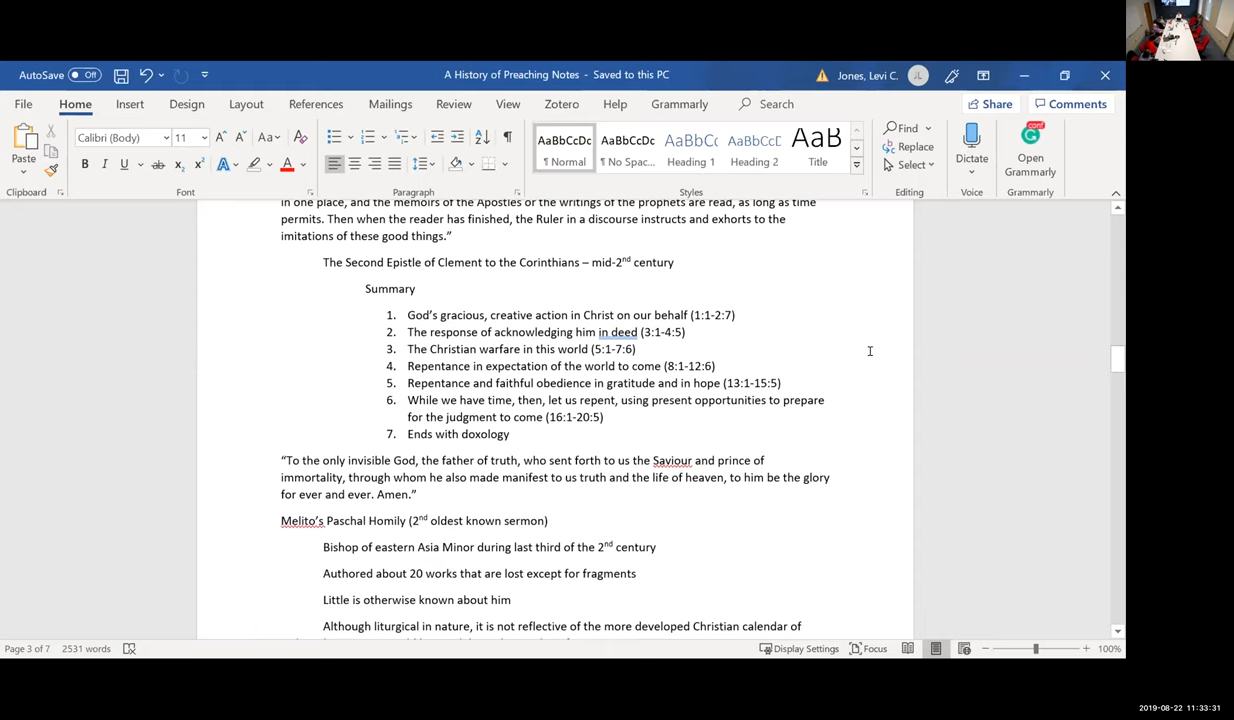 AutoSave Off
A History of Preaching Notes - Saved to this PC
Jones, Levi C. JL
File Home Insert Design Layout References Mailings Review View Zotero Help Grammarly Search Share Comments
Paste
Clipboard
Calibri (Body) 11
Font
Paragraph
AaBbCcDc AaBbCcDc AaBbCc AaBbCcD AaB
¶ Normal ¶ No Spac... Heading 1 Heading 2 Title
Styles
Find
Replace
Select
Editing
Dictate
Voice
conf
Open
Grammarly
Grammarly
in one place, and the memoirs of the Apostles or the writings of the prophets are read, as long as time
permits. Then when the reader has finished, the Ruler in a discourse instructs and exhorts to the
imitations of these good things.”
The Second Epistle of Clement to the Corinthians – mid-2nd century
Summary
1. God’s gracious, creative action in Christ on our behalf (1:1-2:7)
2. The response of acknowledging him in deed (3:1-4:5)
3. The Christian warfare in this world (5:1-7:6)
4. Repentance in expectation of the world to come (8:1-12:6)
5. Repentance and faithful obedience in gratitude and in hope (13:1-15:5)
6. While we have time, then, let us repent, using present opportunities to prepare
for the judgment to come (16:1-20:5)
7. Ends with doxology
“To the only invisible God, the father of truth, who sent forth to us the Saviour and prince of
immortality, through whom he also made manifest to us truth and the life of heaven, to him be the glory
for ever and ever. Amen.”
Melito’s Paschal Homily (2nd oldest known sermon)
Bishop of eastern Asia Minor during last third of the 2nd century
Authored about 20 works that are lost except for fragments
Little is otherwise known about him
Although liturgical in nature, it is not reflective of the more developed Christian calendar of
Page 3 of 7 2531 words Display Settings Focus 100%
2019-08-22 11:33:31